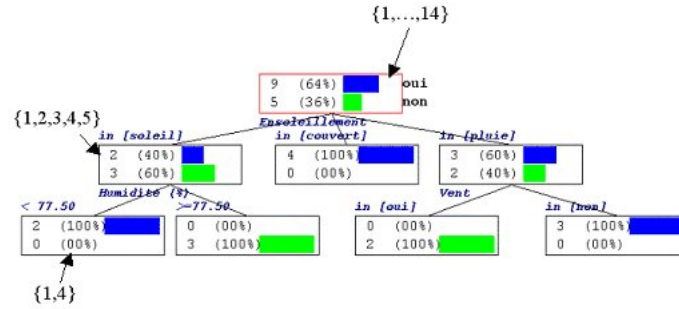 {1,…,14}
9 (64%) oui
5 (36%) non
Ensoleillement
{1,2,3,4,5}
in [soleil]
in [couvert]
in [pluie]
2 (40%)
3 (60%)
4 (100%)
0 (00%)
3 (60%)
2 (40%)
Humidité (%)
Vent
< 77.50
>=77.50
in [oui]
in [non]
2 (100%)
0 (00%)
0 (00%)
3 (100%)
0 (00%)
2 (100%)
3 (100%)
0 (00%)
{1,4}